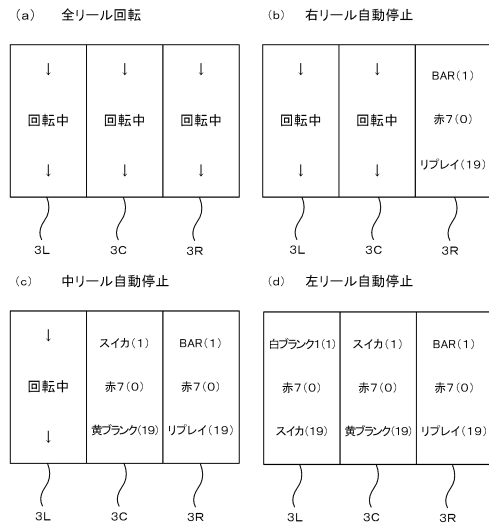 (a) 全リール回転
↓ ↓ ↓
回転中 回転中 回転中
↓ ↓ ↓
3L 3C 3R
(b) 右リール自動停止
↓ ↓ BAR(1)
回転中 回転中 赤7(0)
↓ ↓ リプレイ(19)
3L 3C 3R
(c) 中リール自動停止
↓ スイカ(1) BAR(1)
回転中 赤7(0) 赤7(0)
↓ 黄ブランク(19) リプレイ(19)
3L 3C 3R
(d) 左リール自動停止
白ブランク1(1) スイカ(1) BAR(1)
赤7(0) 赤7(0) 赤7(0)
スイカ(19) 黄ブランク(19) リプレイ(19)
3L 3C 3R